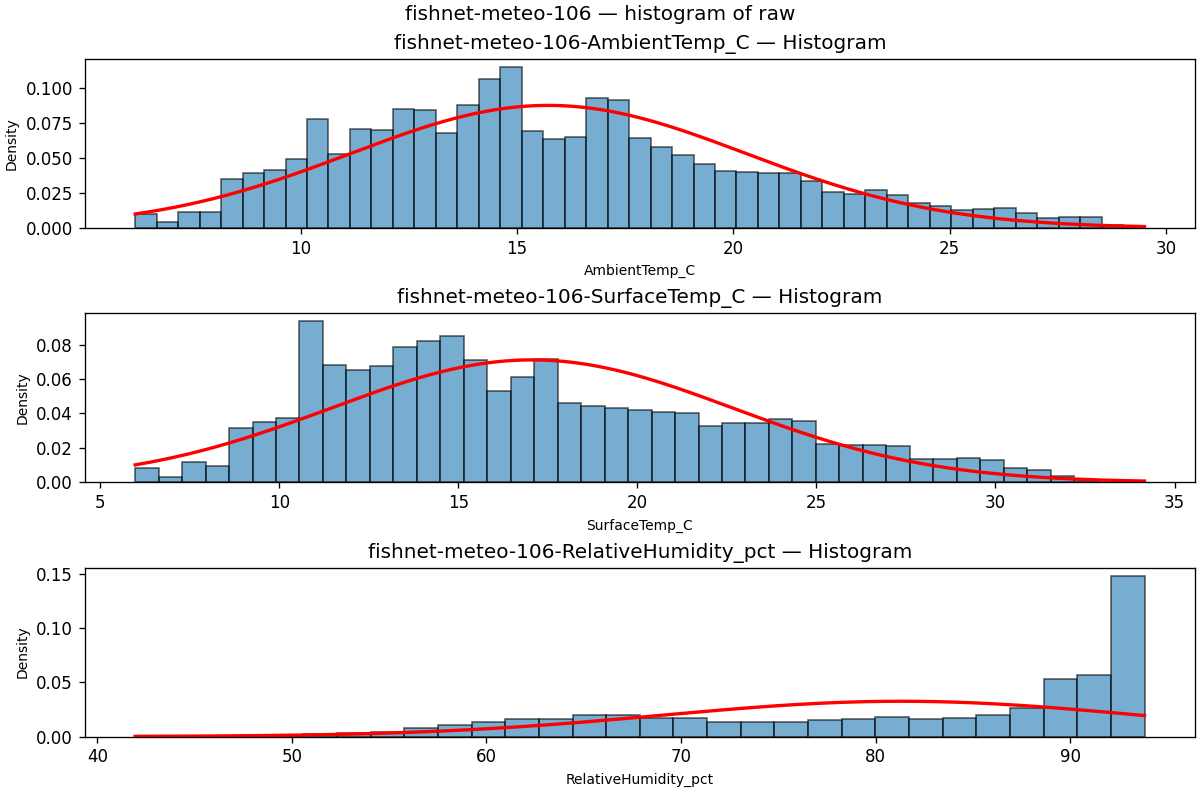 fishnet-meteo-106 — histogram of raw
fishnet-meteo-106-AmbientTemp_C — Histogram
0.100
0.075
0.050
0.025
0.000
Density
10 15 20 25 30
AmbientTemp_C
fishnet-meteo-106-SurfaceTemp_C — Histogram
0.08
0.06
0.04
0.02
0.00
Density
5 10 15 20 25 30 35
SurfaceTemp_C
fishnet-meteo-106-RelativeHumidity_pct — Histogram
0.15
0.10
0.05
0.00
Density
40 50 60 70 80 90
RelativeHumidity_pct